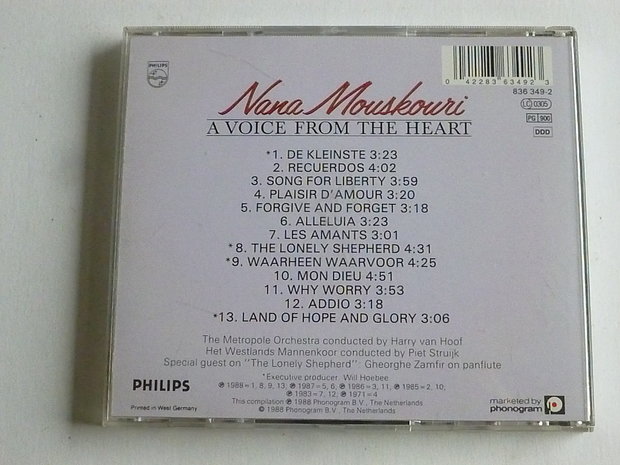 PHILIPS
0 42283 63492 3
836 349-2
LC 0305
PG 900
DDD
Nana Mouskouri
A VOICE FROM THE HEART
*1. DE KLEINSTE 3:23
2. RECUERDOS 4:02
3. SONG FOR LIBERTY 3:59
4. PLAISIR D'AMOUR 3:20
5. FORGIVE AND FORGET 3:18
6. ALLELUIA 3:23
7. LES AMANTS 3:01
*8. THE LONELY SHEPHERD 4:31
*9. WAARHEEN WAARVOOR 4:25
10. MON DIEU 4:51
11. WHY WORRY 3:53
12. ADDIO 3:18
*13. LAND OF HOPE AND GLORY 3:06
The Metropole Orchestra conducted by Harry van Hoof
Het Westlands Mannenkoor conducted by Piet Struijk
Special guest on "The Lonely Shepherd": Gheorghe Zamfir on panflute
*Executive producer: Will Hoebee
℗ 1988=1, 8, 9, 13; ℗ 1987=5, 6, ℗ 1986=3, 11, ℗ 1985=2, 10;
℗ 1983=7, 12, ℗ 1971=4
This compilation ℗ 1988 Phonogram B.V., The Netherlands
© 1988 Phonogram B.V., The Netherlands
PHILIPS
Printed in West Germany
marketed by
phonogram